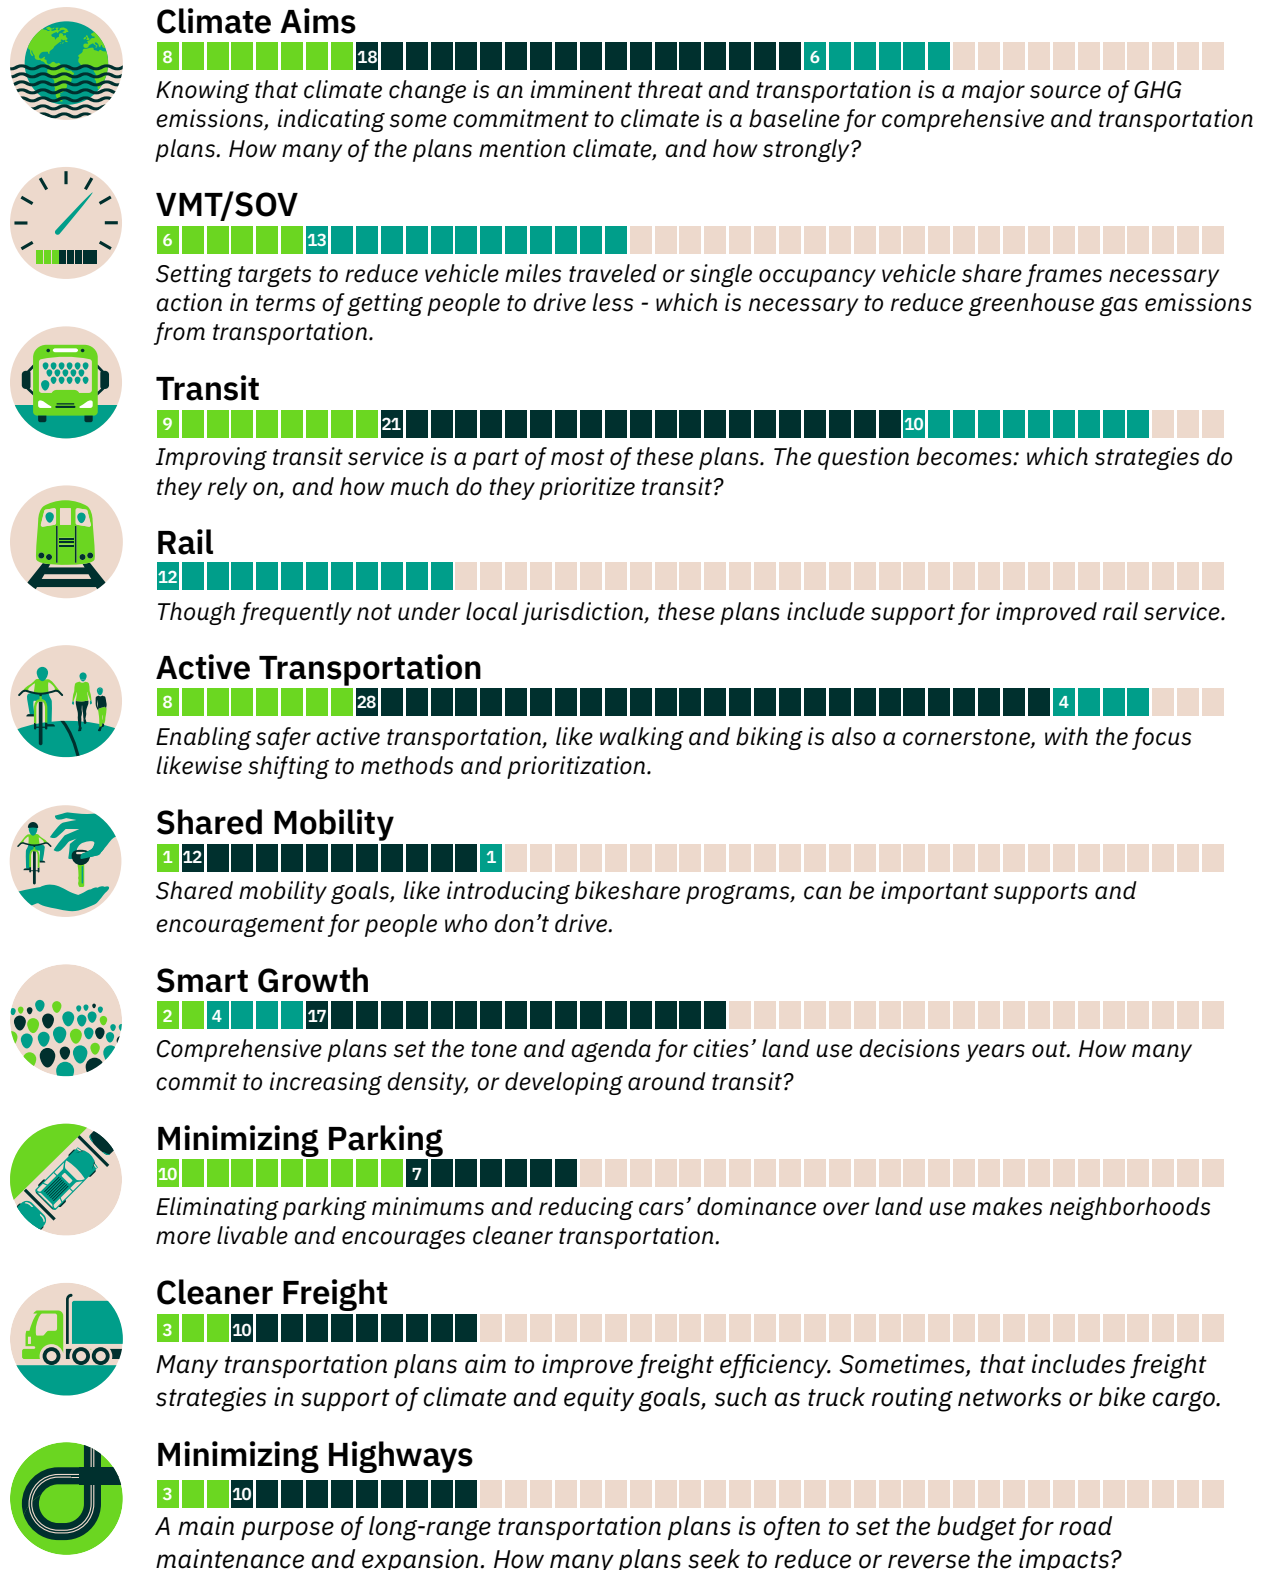 Climate Aims
8 18 6
Knowing that climate change is an imminent threat and transportation is a major source of GHG
emissions, indicating some commitment to climate is a baseline for comprehensive and transportation
plans. How many of the plans mention climate, and how strongly?
VMT/SOV
6 13
Setting targets to reduce vehicle miles traveled or single occupancy vehicle share frames necessary
action in terms of getting people to drive less - which is necessary to reduce greenhouse gas emissions
from transportation.
Transit
9 21 10
Improving transit service is a part of most of these plans. The question becomes: which strategies do
they rely on, and how much do they prioritize transit?
Rail
12
Though frequently not under local jurisdiction, these plans include support for improved rail service.
Active Transportation
8 28 4
Enabling safer active transportation, like walking and biking is also a cornerstone, with the focus
likewise shifting to methods and prioritization.
Shared Mobility
1 12 1
Shared mobility goals, like introducing bikeshare programs, can be important supports and
encouragement for people who don’t drive.
Smart Growth
2 4 17
Comprehensive plans set the tone and agenda for cities’ land use decisions years out. How many
commit to increasing density, or developing around transit?
Minimizing Parking
10 7
Eliminating parking minimums and reducing cars’ dominance over land use makes neighborhoods
more livable and encourages cleaner transportation.
Cleaner Freight
3 10
Many transportation plans aim to improve freight efficiency. Sometimes, that includes freight
strategies in support of climate and equity goals, such as truck routing networks or bike cargo.
Minimizing Highways
3 10
A main purpose of long-range transportation plans is often to set the budget for road
maintenance and expansion. How many plans seek to reduce or reverse the impacts?